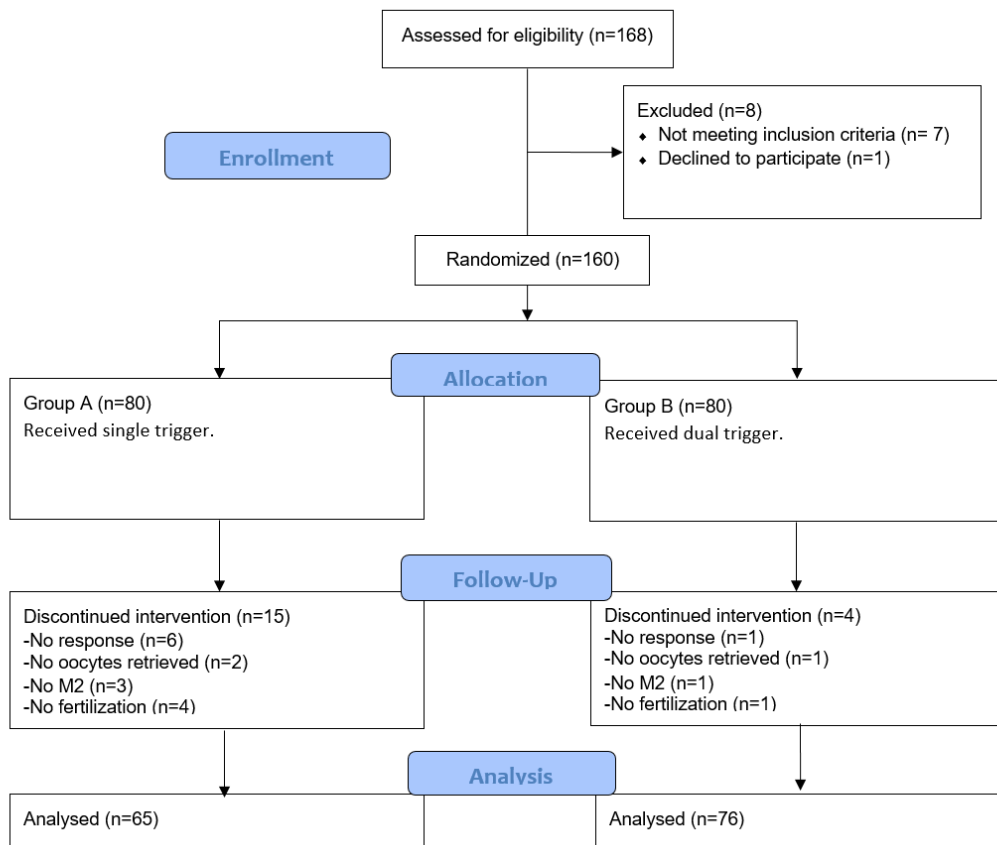 Assessed for eligibility (n=168)
Excluded (n=8)
♦ Not meeting inclusion criteria (n= 7)
♦ Declined to participate (n=1)
Enrollment
Randomized (n=160)
Allocation
Group A (n=80)
Received single trigger.
Group B (n=80)
Received dual trigger.
Follow-Up
Discontinued intervention (n=15)
-No response (n=6)
-No oocytes retrieved (n=2)
-No M2 (n=3)
-No fertilization (n=4)
Discontinued intervention (n=4)
-No response (n=1)
-No oocytes retrieved (n=1)
-No M2 (n=1)
-No fertilization (n=1)
Analysis
Analysed (n=65)
Analysed (n=76)